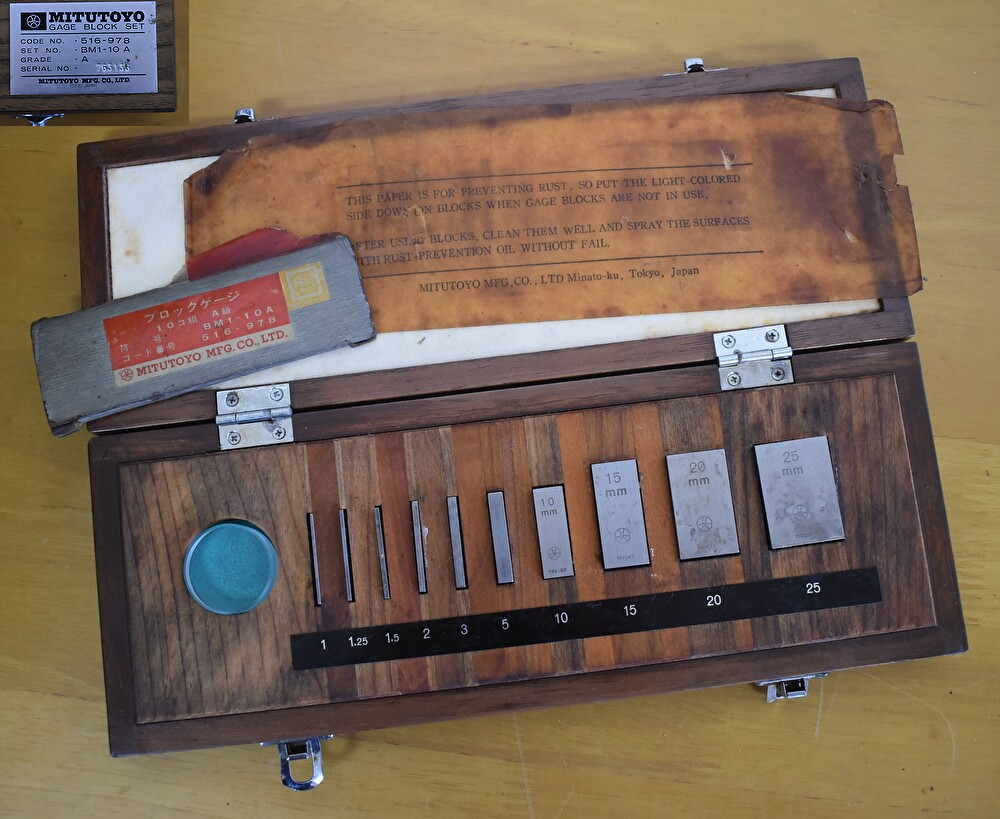 MITUTOYO
GAGE BLOCK SET
CODE NO. · 516-978
SET NO. · BM1-10 A
GRADE · A
SERIAL NO. ·
MITUTOYO MFG. CO., LTD.
TOKYO JAPAN
THIS PAPER IS FOR PREVENTING RUST, SO PUT THE LIGHT-COLORED
SIDE DOWN ON BLOCKS WHEN GAGE BLOCKS ARE NOT IN USE,
AFTER USING BLOCKS, CLEAN THEM WELL AND SPRAY THE SURFACES
WITH RUST-PREVENTION OIL WITHOUT FAIL.
MITUTOYO MFG.CO., LTD Minato-ku, Tokyo, Japan
ブロックゲージ
10コ組 A級
符号 BM1-10A
コード番号 516-978
MITUTOYO MFG. CO., LTD.
10
mm
15
mm
20
mm
25
mm
1 1.25 1.5 2 3 5 10 15 20 25